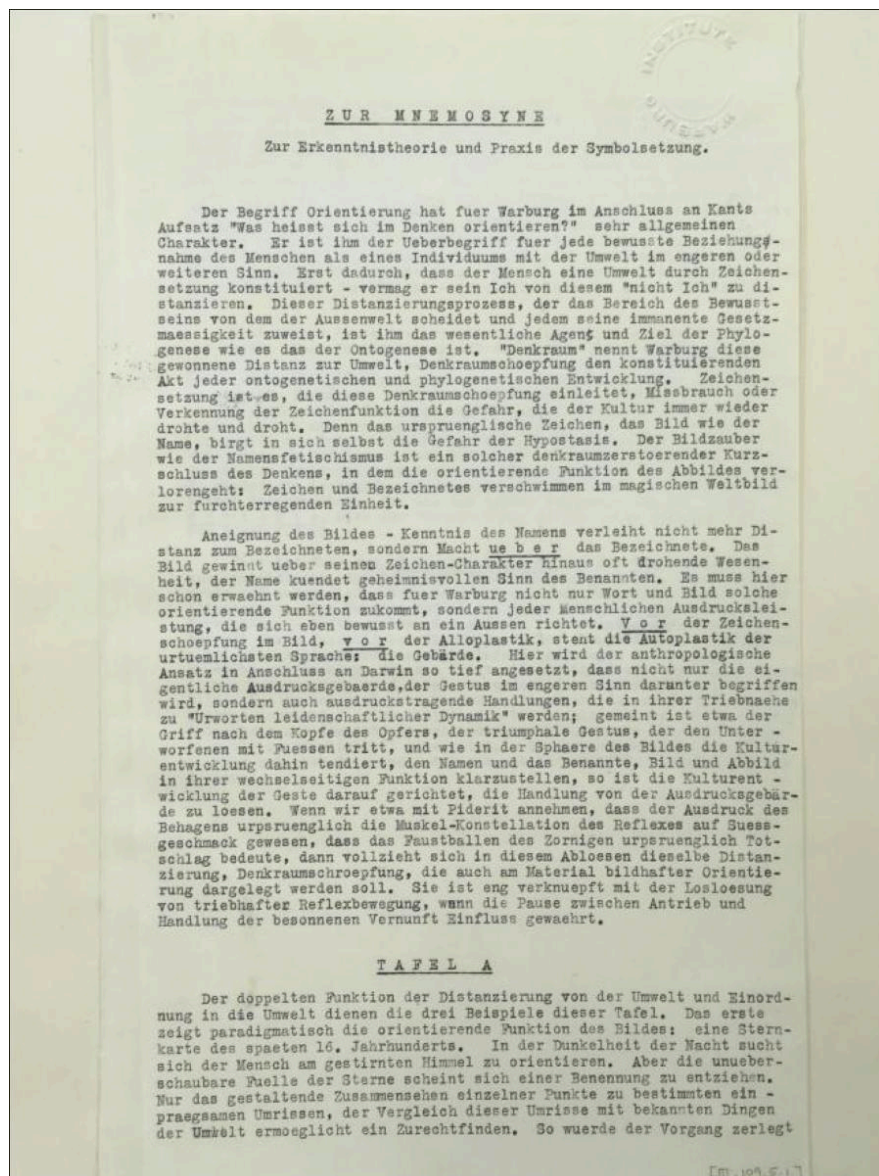 INSTITUTE
WARBURG
ZUR MNEMOSYNE
Zur Erkenntnistheorie und Praxis der Symbolsetzung.
Der Begriff Orientierung hat fuer Warburg im Anschluss an Kants
Aufsatz "Was heisst sich im Denken orientieren?" sehr allgemeinen
Charakter. Er ist ihm der Ueberbegriff fuer jede bewusste Beziehung-
nahme des Menschen als eines Individuums mit der Umwelt im engeren oder
weiteren Sinn. Erst dadurch, dass der Mensch eine Umwelt durch Zeichen-
setzung konstituiert - vermag er sein Ich von diesem "nicht Ich" zu di-
stanzieren. Dieser Distanzierungsprozess, der das Bereich des Bewusst-
seins von dem der Aussenwelt scheidet und jedem seine immanente Gesetz-
maessigkeit zuweist, ist ihm das wesentliche Agens und Ziel der Phylo-
genese wie es das der Ontogenese ist. "Denkraum" nennt Warburg diese
gewonnene Distanz zur Umwelt, Denkraumschoepfung den konstituierenden
Akt jeder ontogenetischen und phylogenetischen Entwicklung. Zeichen-
setzung ist es, die diese Denkraumschoepfung einleitet, Missbrauch oder
Verkennung der Zeichenfunktion die Gefahr, die der Kultur immer wieder
drohte und droht. Denn das urspruenglische Zeichen, das Bild wie der
Name, birgt in sich selbst die Gefahr der Hypostasis. Der Bildzauber
wie der Namensfetischismus ist ein solcher denkraumzerstoerender Kurz-
schluss des Denkens, in dem die orientierende Funktion des Abbildes ver-
lorengeht: Zeichen und Bezeichnetes verschwimmen im magischen Weltbild
zur furchterregenden Einheit.
Aneignung des Bildes - Kenntnis des Namens verleiht nicht mehr Di-
stanz zum Bezeichneten, sondern Macht ueber das Bezeichnete. Das
Bild gewinnt ueber seinen Zeichen-Charakter hinaus oft drohende Wesen-
heit, der Name kuendet geheimnisvollen Sinn des Benannten. Es muss hier
schon erwaehnt werden, dass fuer Warburg nicht nur Wort und Bild solche
orientierende Funktion zukommt, sondern jeder Menschlichen Ausdruckslei-
stung, die sich eben bewusst an ein Aussen richtet. Vor der Zeichen-
schoepfung im Bild, vor der Alloplastik, steht die Autoplastik der
urtuemlichsten Sprache: die Gebärde. Hier wird der anthropologische
Ansatz in Anschluss an Darwin so tief angesetzt, dass nicht nur die ei-
gentliche Ausdrucksgebaerde,der Gestus im engeren Sinn darunter begriffen
wird, sondern auch ausdruckstragende Handlungen, die in ihrer Triebnaehe
zu "Urworten leidenschaftlicher Dynamik" werden; gemeint ist etwa der
Griff nach dem Kopfe des Opfers, der triumphale Gestus, der den Unter -
worfenen mit Fuessen tritt, und wie in der Sphaere des Bildes die Kultur-
entwicklung dahin tendiert, den Namen und das Benannte, Bild und Abbild
in ihrer wechselseitigen Funktion klarzustellen, so ist die Kulturent -
wicklung der Geste darauf gerichtet, die Handlung von der Ausdrucksgebär-
de zu loesen. Wenn wir etwa mit Piderit annehmen, dass der Ausdruck des
Behagens urpsruenglich die Muskel-Konstellation des Reflexes auf Suess-
geschmack gewesen, dass das Faustballen des Zornigen urpsruenglich Tot-
schlag bedeute, dann vollzieht sich in diesem Abloesen dieselbe Distan-
zierung, Denkraumschroepfung, die auch am Material bildhafter Orientie-
rung dargelegt werden soll. Sie ist eng verknuepft mit der Losloesung
von triebhafter Reflexbewegung, wann die Pause zwischen Antrieb und
Handlung der besonnenen Vernunft Einfluss gewaehrt.
TAFEL A
Der doppelten Funktion der Distanzierung von der Umwelt und Einord-
nung in die Umwelt dienen die drei Beispiele dieser Tafel. Das erste
zeigt paradigmatisch die orientierende Funktion des Bildes: eine Stern-
karte des spaeten 16. Jahrhunderts. In der Dunkelheit der Nacht sucht
sich der Mensch am gestirnten Himmel zu orientieren. Aber die unueber-
schaubare Fuelle der Sterne scheint sich einer Benennung zu entziehen.
Nur das gestaltende Zusammensehen einzelner Punkte zu bestimmten ein -
praegsamen Umrissen, der Vergleich dieser Umrisse mit bekannten Dingen
der Umwelt ermoeglicht ein Zurechtfinden. So wuerde der Vorgang zerlegt
[III.109.5.1.]